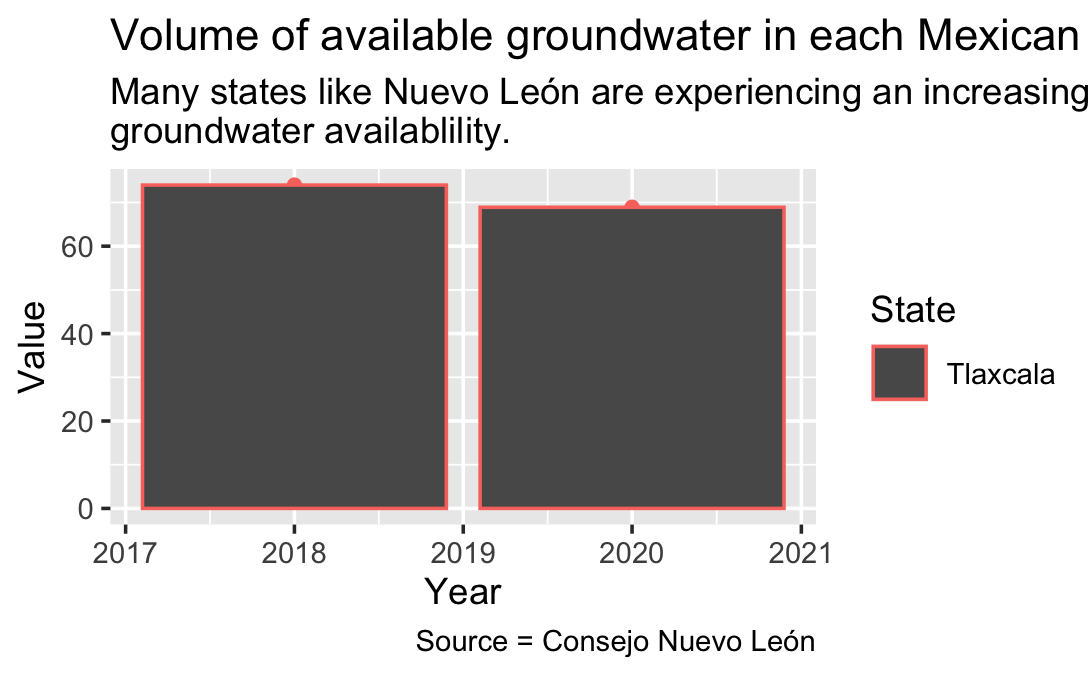 Volume of available groundwater in each Mexican
Many states like Nuevo León are experiencing an increasing
groundwater availablility.
60
40
20
0
Value
2017 2018 2019 2020 2021
Year
State
Tlaxcala
Source = Consejo Nuevo León